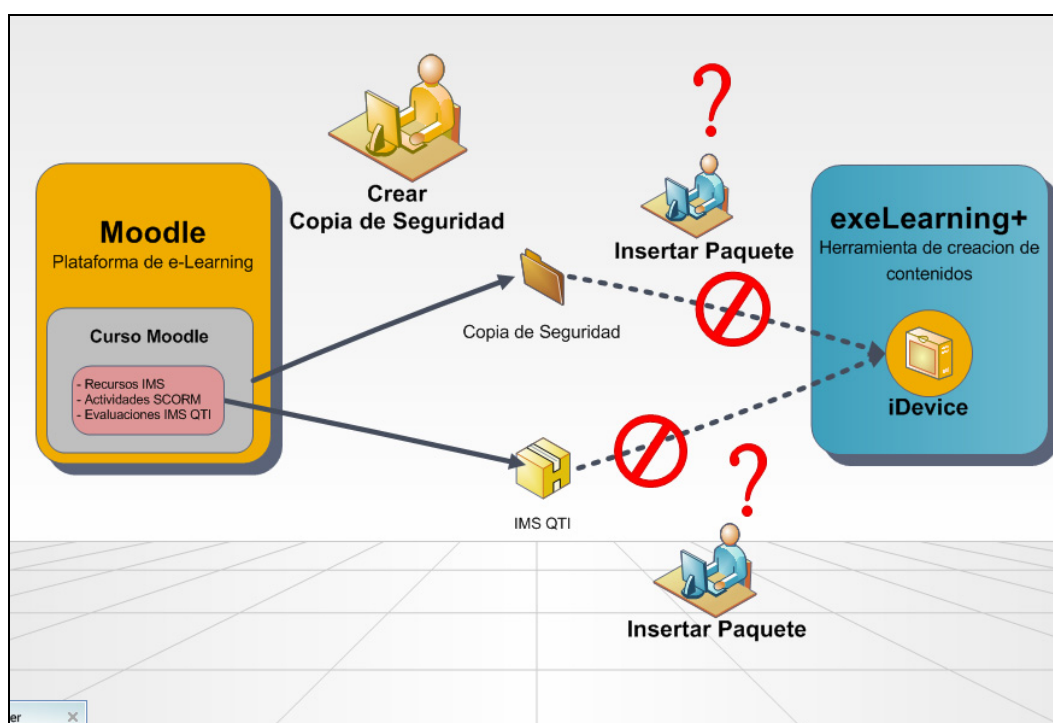 Crear
Copia de Seguridad
?
Insertar Paquete
Moodle
Plataforma de e-Learning
Curso Moodle
- Recursos IMS
- Actividades SCORM
- Evaluaciones IMS QTI
Copia de Seguridad
exeLearning+
Herramienta de creacion de
contenidos
iDevice
IMS QTI
?
Insertar Paquete
er